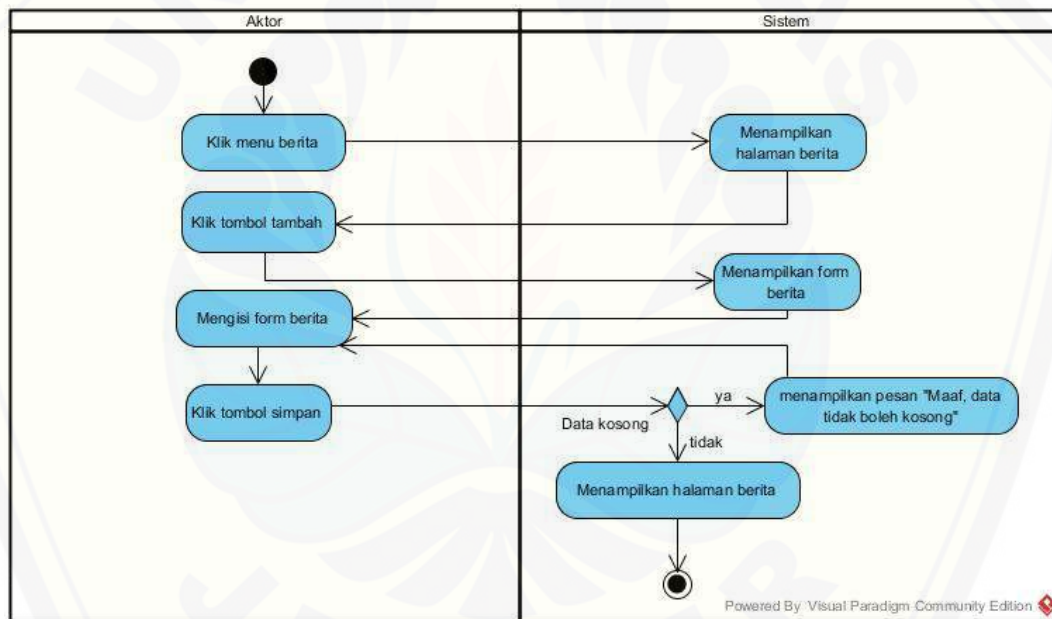 Aktor
Sistem
Klik menu berita
Menampilkan
halaman berita
Klik tombol tambah
Menampilkan form
berita
Mengisi form berita
Klik tombol simpan
Data kosong
ya
menampilkan pesan "Maaf, data
tidak boleh kosong"
tidak
Menampilkan halaman berita
Powered By Visual Paradigm Community Edition